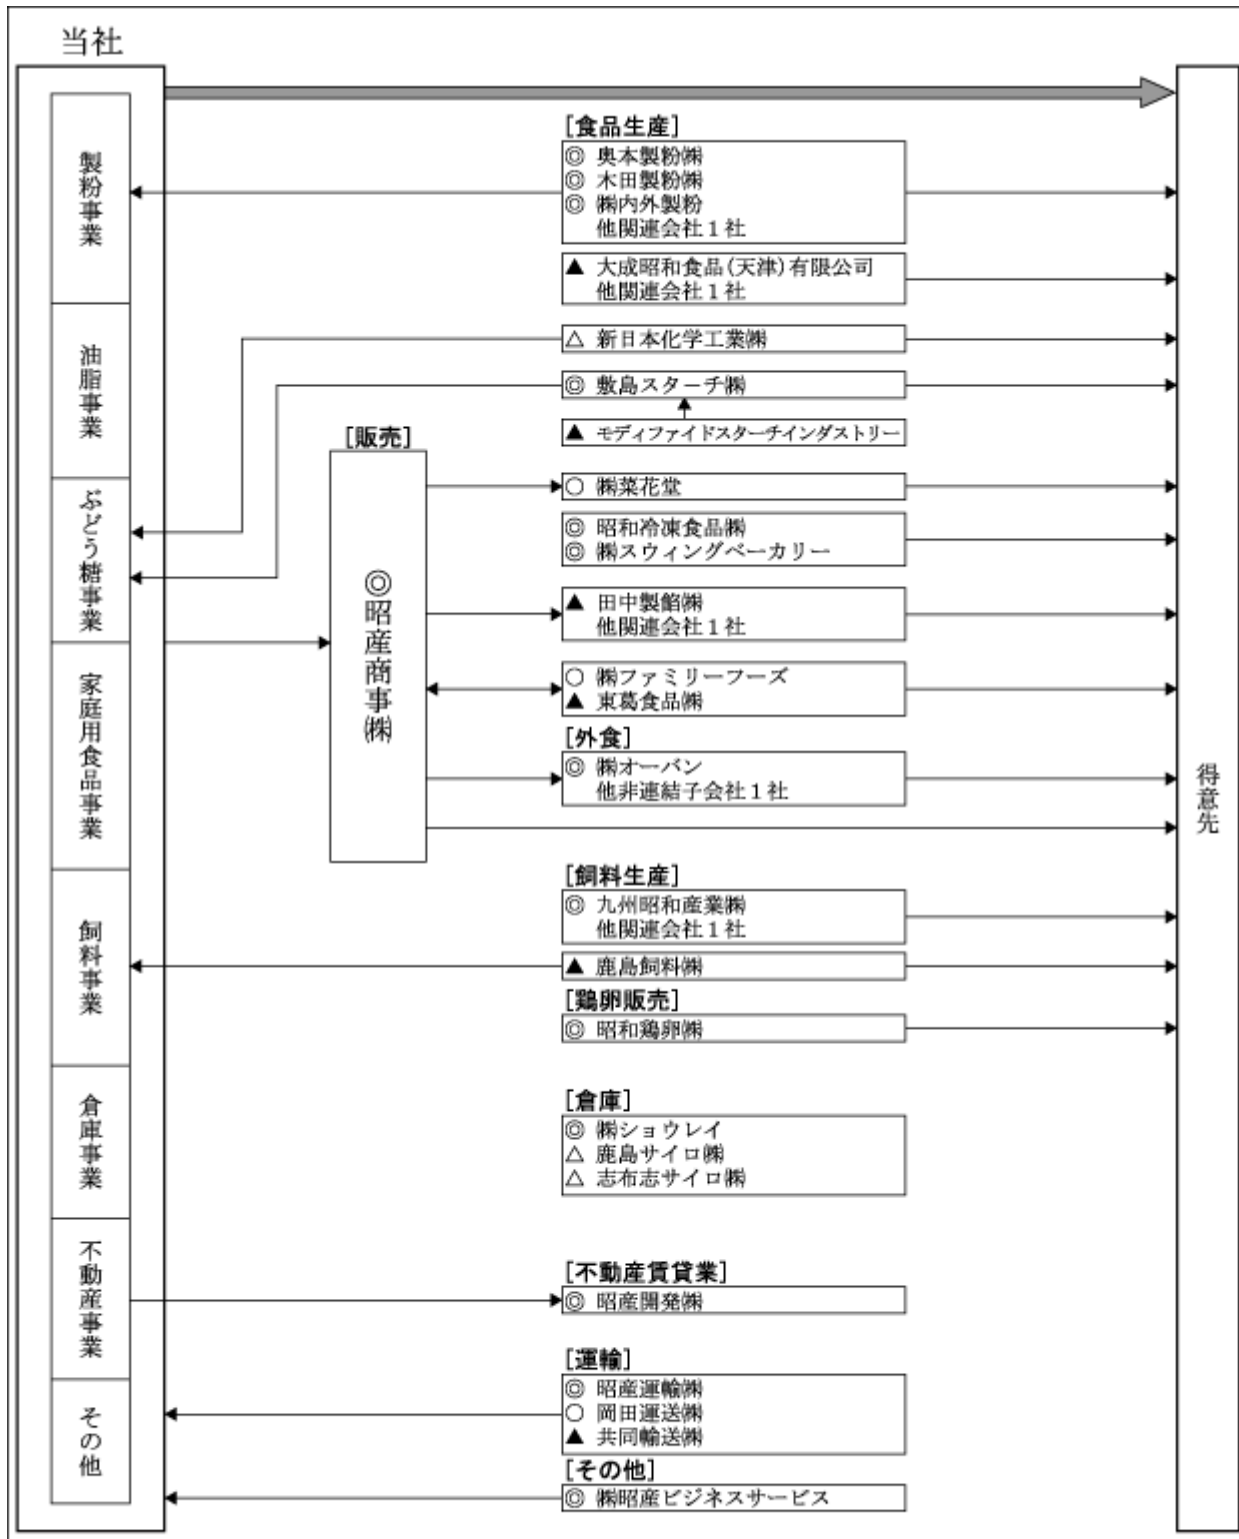 当社
製粉事業
油脂事業
ぶどう糖事業
家庭用食品事業
飼料事業
倉庫事業
不動産事業
その他
[販売]
◎昭産商事㈱
[食品生産]
◎ 奥本製粉㈱
◎ 木田製粉㈱
◎ ㈱内外製粉
他関連会社1社
▲ 大成昭和食品(天津)有限公司
他関連会社1社
△ 新日本化学工業㈱
◎ 敷島スターチ㈱
▲ モディファイドスターチインダストリー
○ ㈱菜花堂
◎ 昭和冷凍食品㈱
◎ ㈱スウィングベーカリー
▲ 田中製餡㈱
他関連会社1社
○ ㈱ファミリーフーズ
▲ 東葛食品㈱
[外食]
◎ ㈱オーバン
他非連結子会社1社
[飼料生産]
◎ 九州昭和産業㈱
他関連会社1社
▲ 鹿島飼料㈱
[鶏卵販売]
◎ 昭和鶏卵㈱
[倉庫]
◎ ㈱ショウレイ
△ 鹿島サイロ㈱
△ 志布志サイロ㈱
[不動産賃貸業]
◎ 昭産開発㈱
[運輸]
◎ 昭産運輸㈱
○ 岡田運送㈱
▲ 共同輸送㈱
[その他]
◎ ㈱昭産ビジネスサービス
得意先